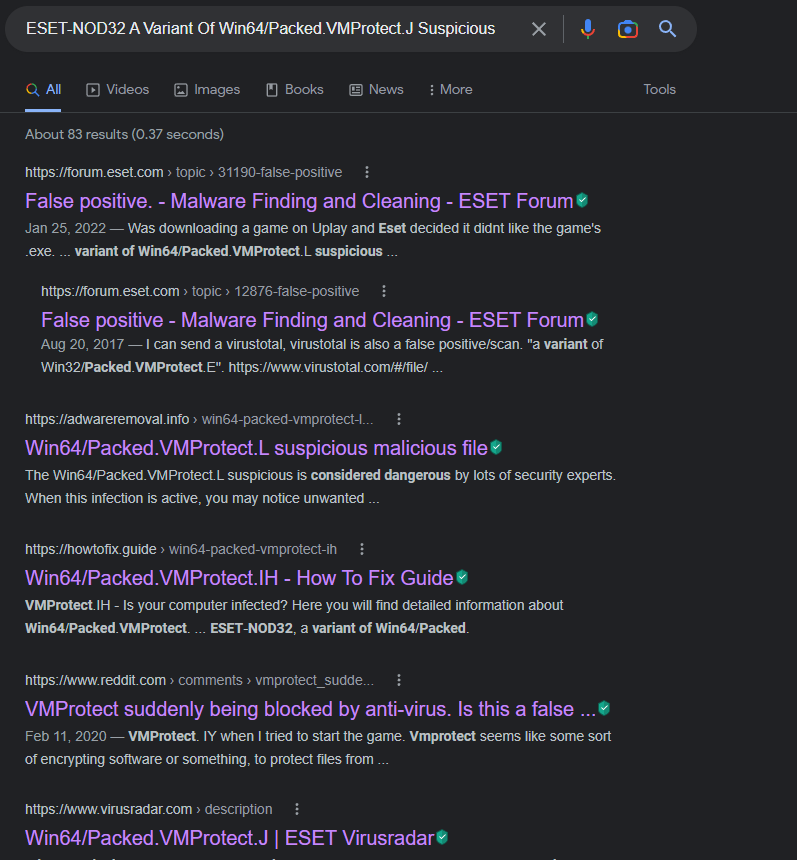 ESET-NOD32 A Variant Of Win64/Packed.VMProtect.J Suspicious
All Videos Images Books News More Tools
About 83 results (0.37 seconds)
https://forum.eset.com › topic › 31190-false-positive
False positive. - Malware Finding and Cleaning - ESET Forum
Jan 25, 2022 — Was downloading a game on Uplay and Eset decided it didnt like the game's
.exe. ... variant of Win64/Packed.VMProtect.L suspicious ...
https://forum.eset.com › topic › 12876-false-positive
False positive - Malware Finding and Cleaning - ESET Forum
Aug 20, 2017 — I can send a virustotal, virustotal is also a false positive/scan. "a variant of
Win32/Packed.VMProtect.E". https://www.virustotal.com/#/file/ ...
https://adwareremoval.info › win64-packed-vmprotect-l...
Win64/Packed.VMProtect.L suspicious malicious file
The Win64/Packed.VMProtect.L suspicious is considered dangerous by lots of security experts.
When this infection is active, you may notice unwanted ...
https://howtofix.guide › win64-packed-vmprotect-ih
Win64/Packed.VMProtect.IH - How To Fix Guide
VMProtect.IH - Is your computer infected? Here you will find detailed information about
Win64/Packed.VMProtect. ... ESET-NOD32, a variant of Win64/Packed.
https://www.reddit.com › comments › vmprotect_sudde...
VMProtect suddenly being blocked by anti-virus. Is this a false ...
Feb 11, 2020 — VMProtect. IY when I tried to start the game. Vmprotect seems like some sort
of encrypting software or something, to protect files from ...
https://www.virusradar.com › description
Win64/Packed.VMProtect.J | ESET Virusradar